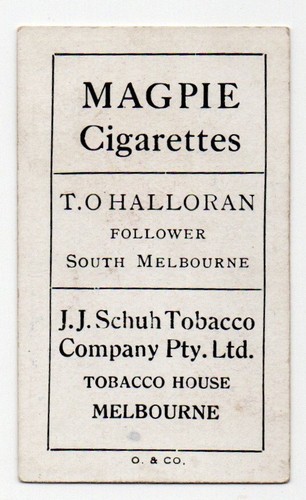 MAGPIE
Cigarettes
T. O HALLORAN
FOLLOWER
SOUTH MELBOURNE
J. J. Schuh Tobacco
Company Pty. Ltd.
TOBACCO HOUSE
MELBOURNE
O. & CO.